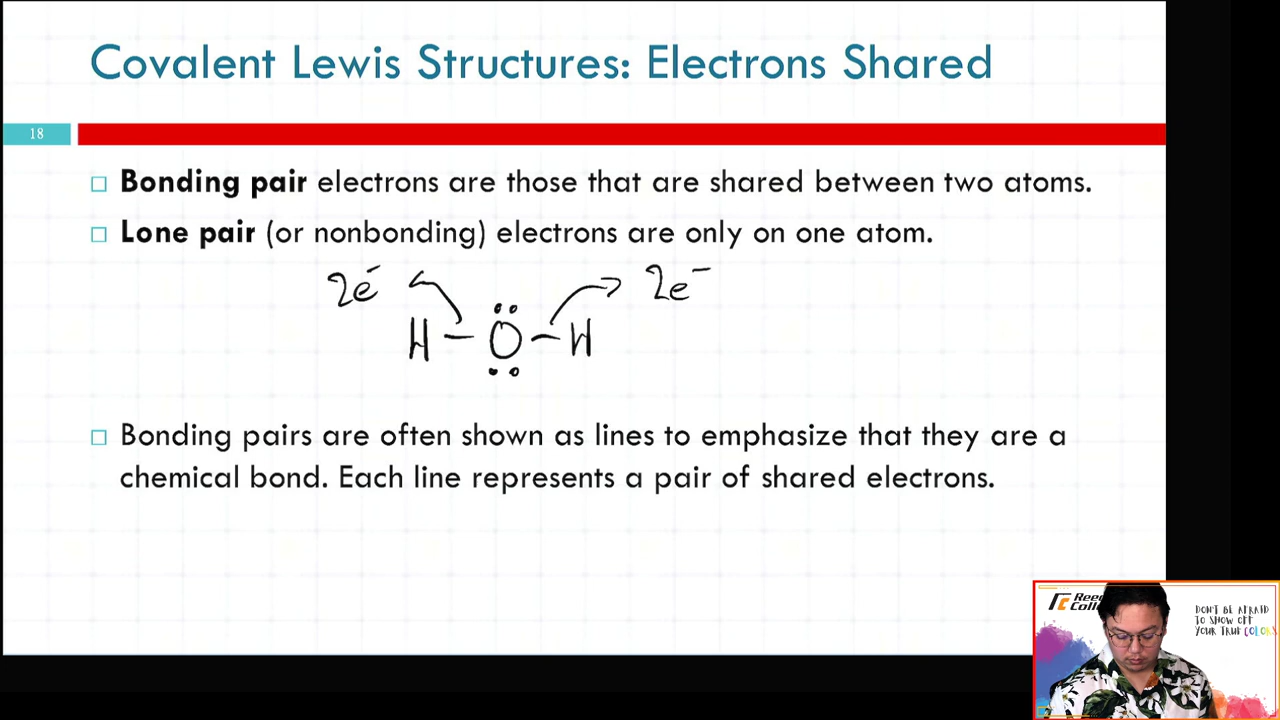 Covalent Lewis Structures: Electrons Shared
18
□ Bonding pair electrons are those that are shared between two atoms.
□ Lone pair (or nonbonding) electrons are only on one atom.
2e⁻ 2e⁻
H – O – H
□ Bonding pairs are often shown as lines to emphasize that they are a
chemical bond. Each line represents a pair of shared electrons.
DON'T BE AFRAID
TO SHOW OFF
YOUR TRUE COLORS